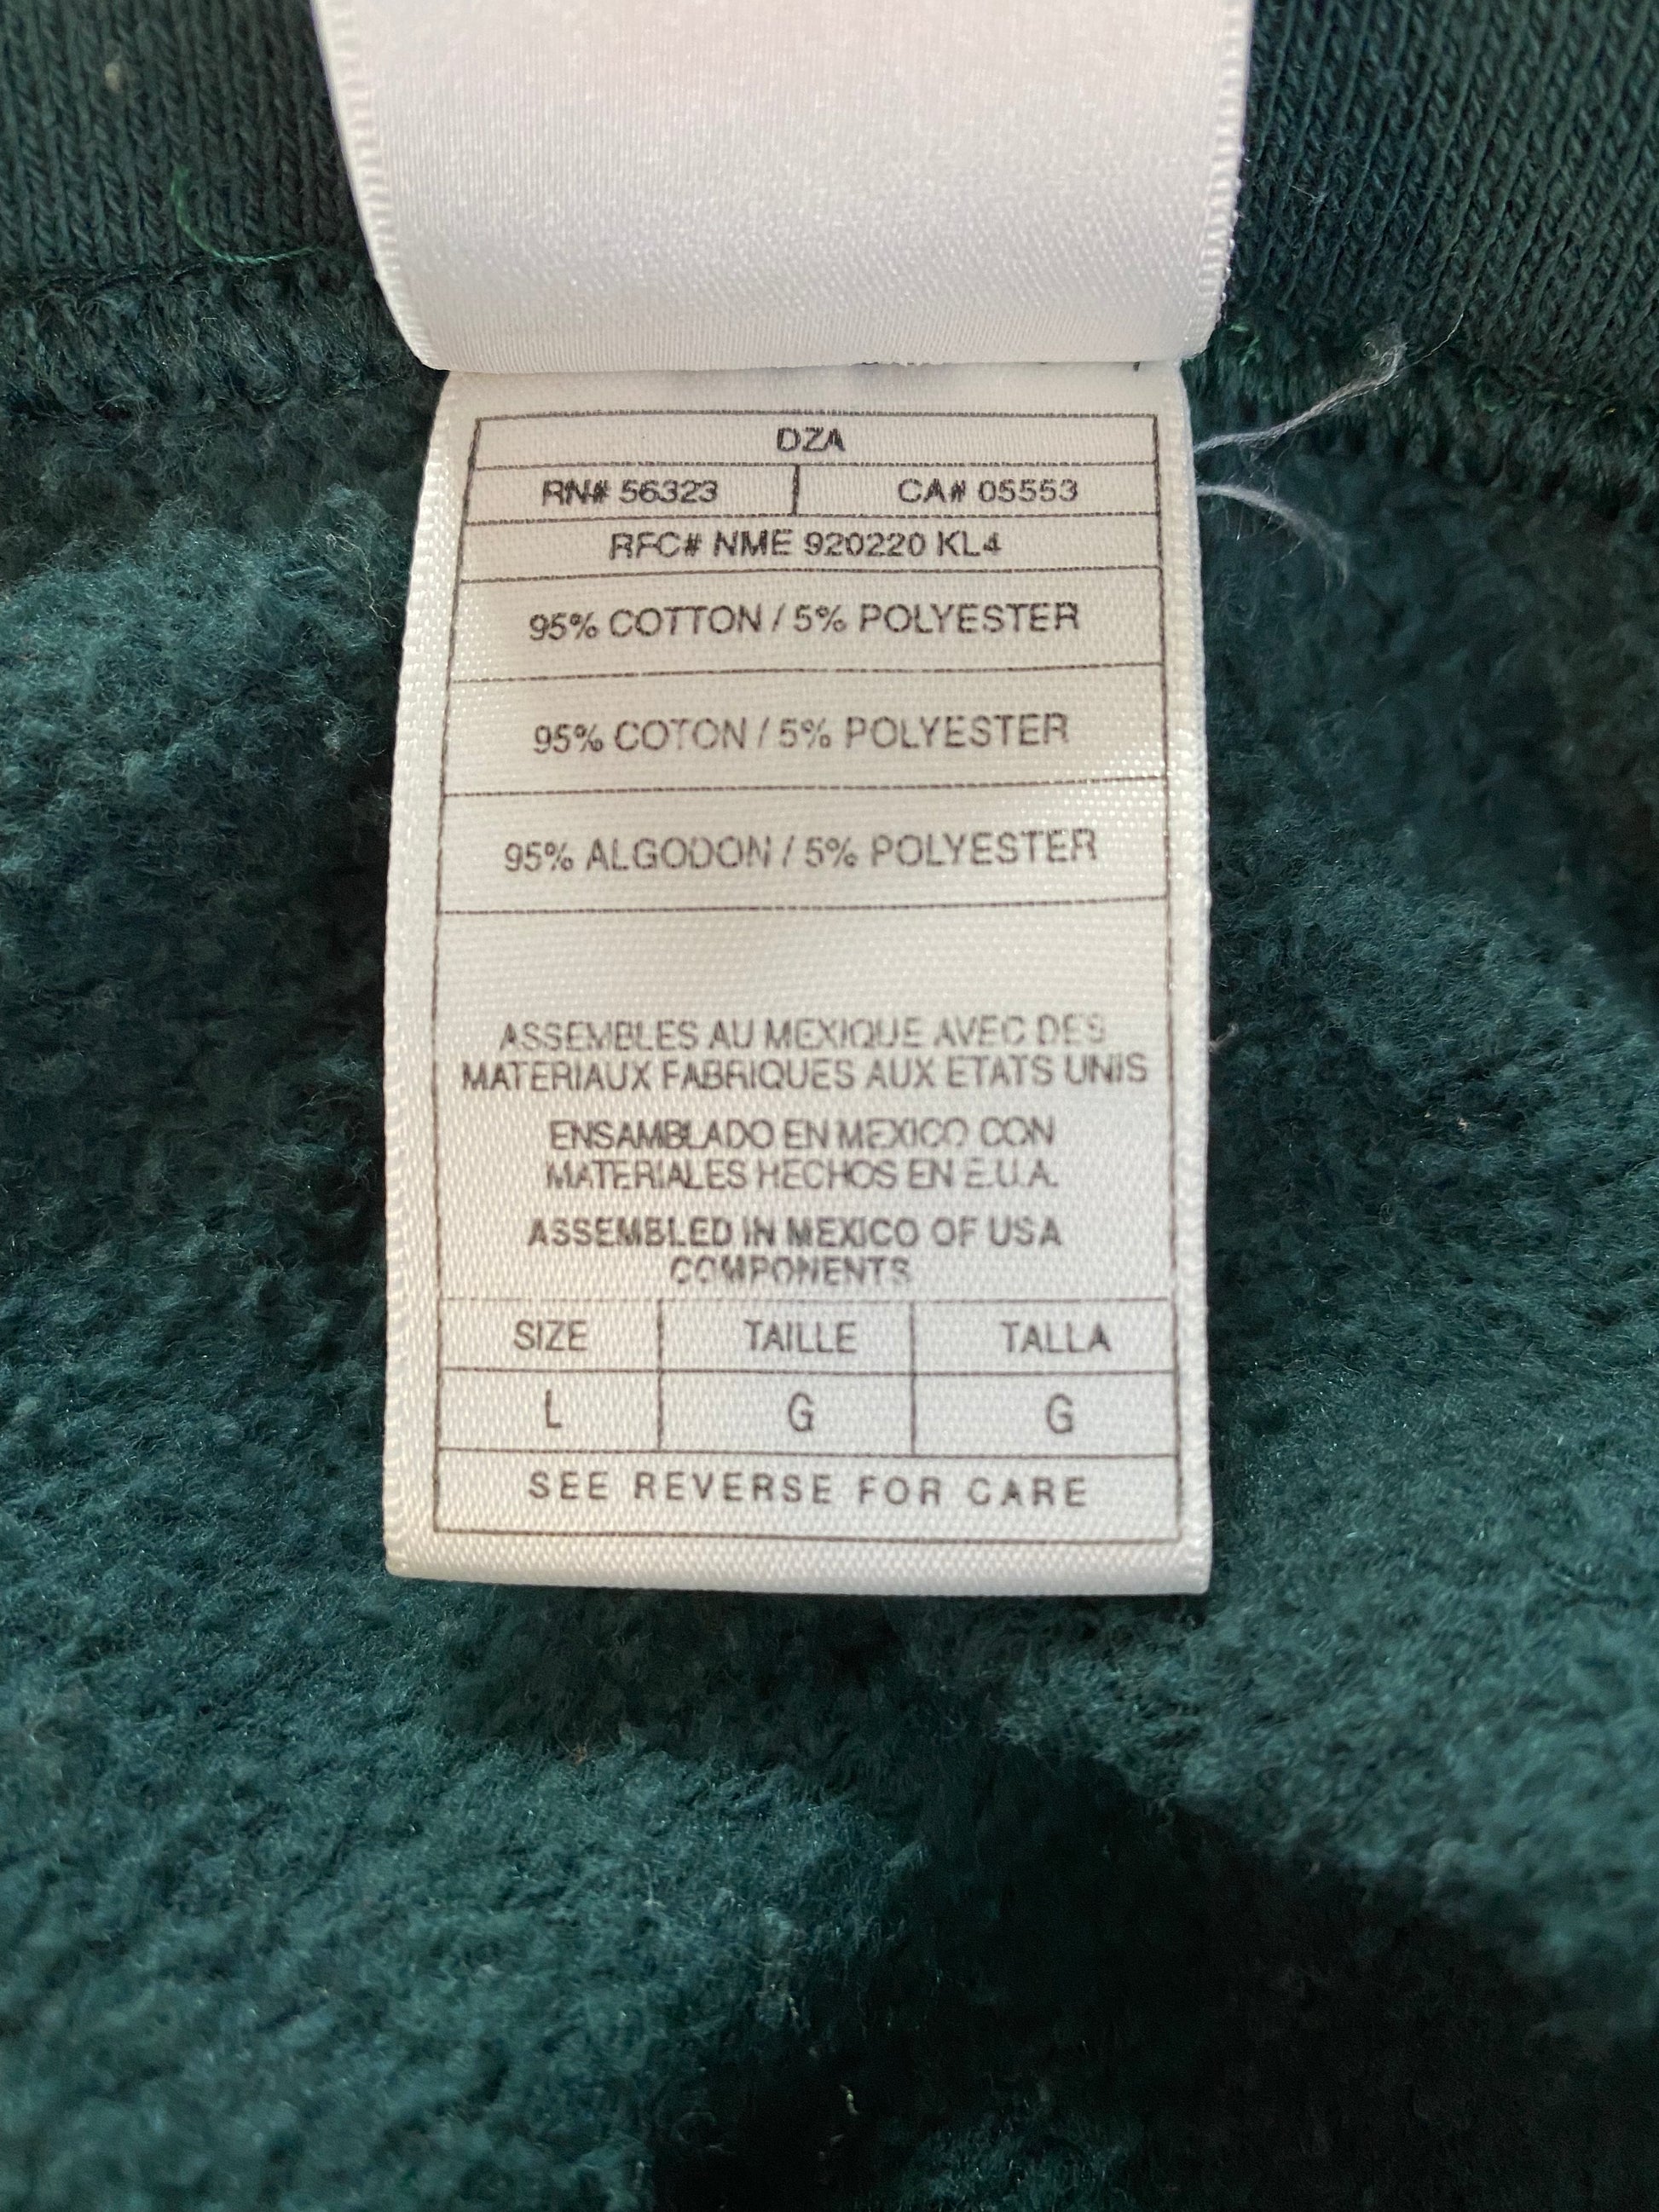 DZA
RN# 56323 CA# 05553
RFC# NME 920220 KL4
95% COTTON / 5% POLYESTER
95% COTON / 5% POLYESTER
95% ALGODON / 5% POLYESTER
ASSEMBLES AU MEXIQUE AVEC DES
MATERIAUX FABRIQUES AUX ETATS UNIS
ENSAMBLADO EN MEXICO CON
MATERIALES HECHOS EN E.U.A.
ASSEMBLED IN MEXICO OF USA
COMPONENTS
SIZE TAILLE TALLA
L G G
SEE REVERSE FOR CARE